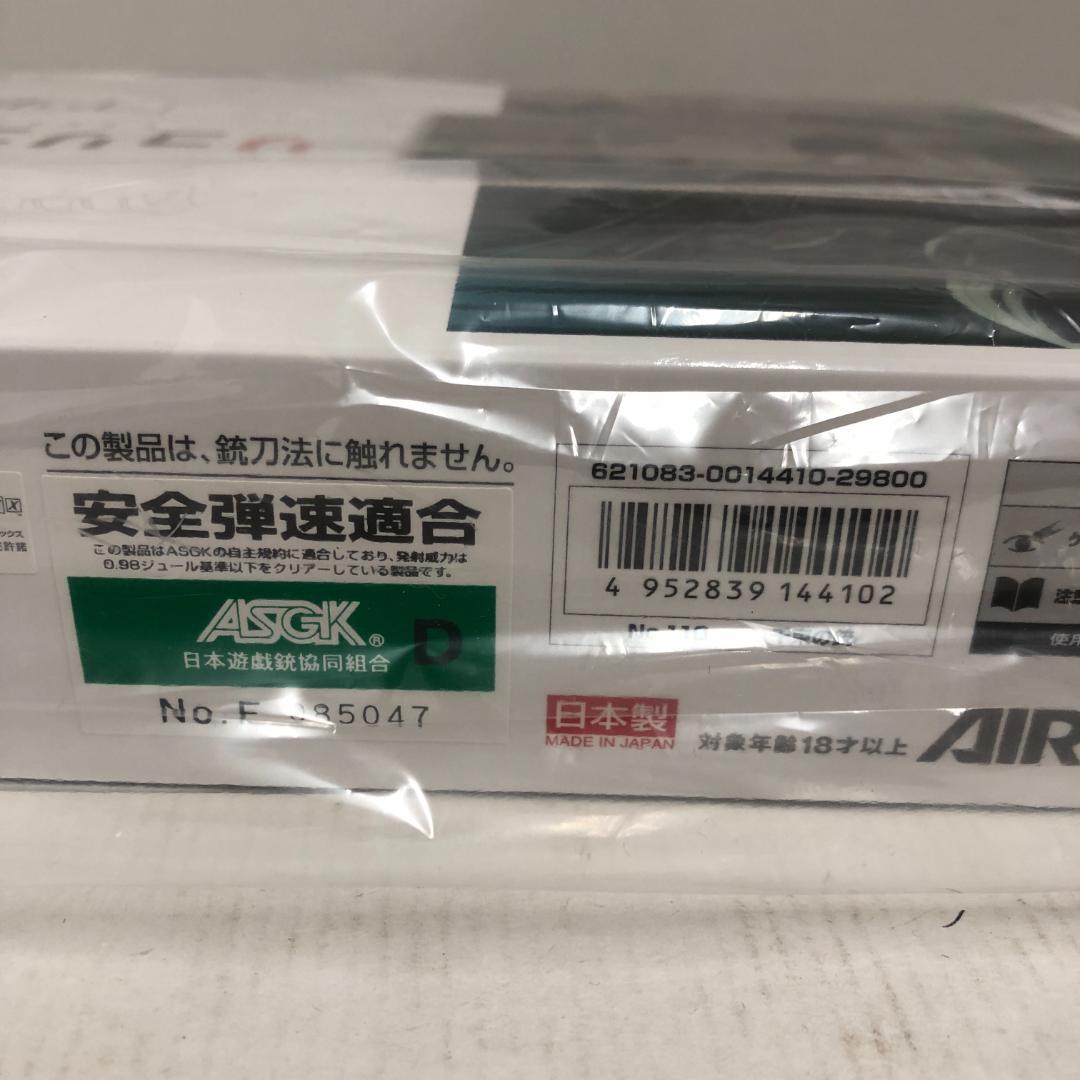 この製品は、銃刀法に触れません。
安全弾速適合
この製品はASGKの自主規約に適合しており、発射威力は
0.98ジュール基準以下をクリアーしている製品です。
ASGK®
D
日本遊戯銃協同組合
No.F 085047
621083-0014410-29800
4 952839 144102
日本製
MADE IN JAPAN
対象年齢18才以上
AIR